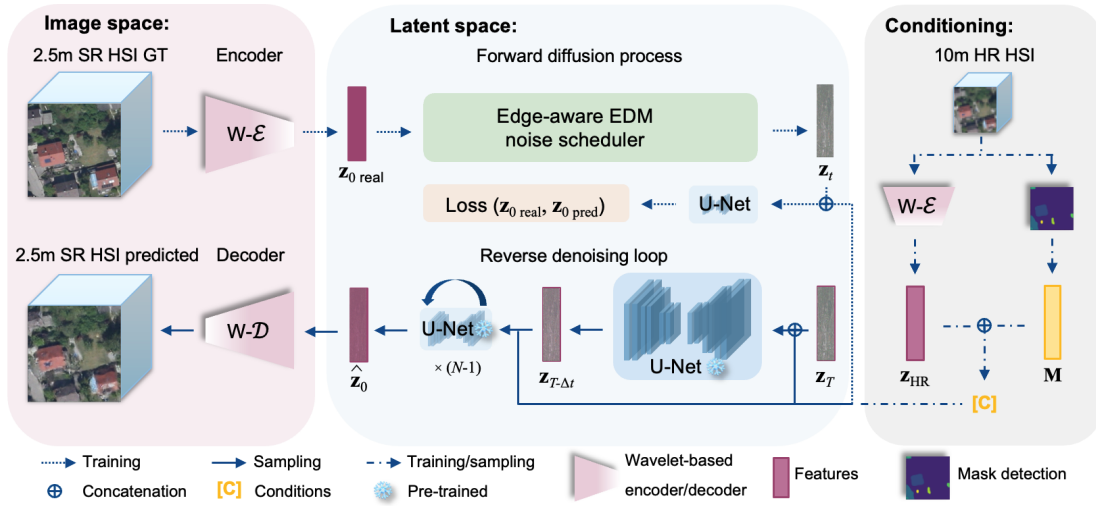 Image space:
Latent space:
Conditioning:
2.5m SR HSI GT
Encoder
Forward diffusion process
10m HR HSI
W-ℰ
Edge-aware EDM
noise scheduler
z0 real
zt
Loss (z0 real, z0 pred)
U-Net
W-ℰ
2.5m SR HSI predicted
Decoder
Reverse denoising loop
W-𝒟
U-Net
× (N-1)
U-Net
ẑ0
zT-Δt
zT
zHR
M
[C]
Training
Sampling
Training/sampling
Wavelet-based
encoder/decoder
Features
Mask detection
Concatenation
[C]
Conditions
Pre-trained